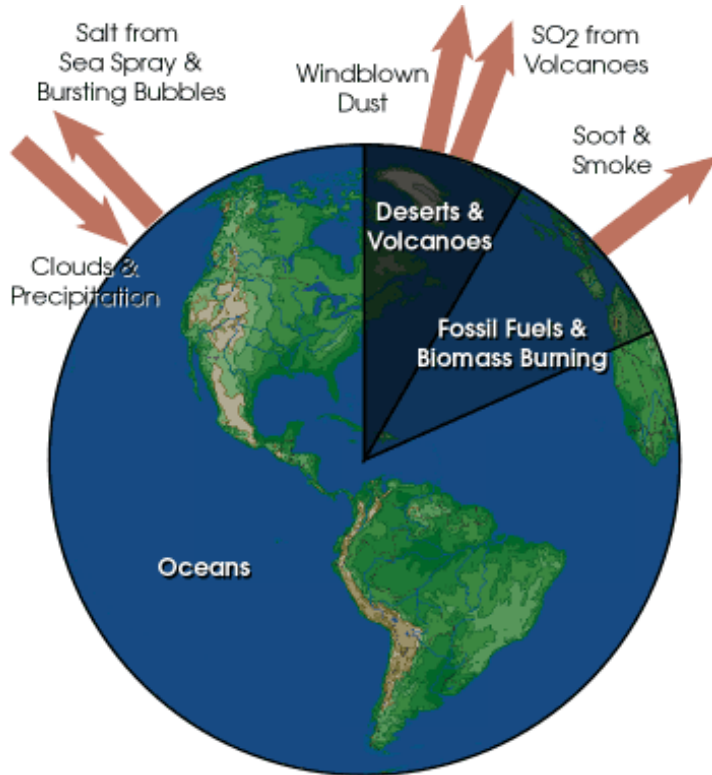 Salt from
Sea Spray &
Bursting Bubbles
Windblown
Dust
SO2 from
Volcanoes
Soot &
Smoke
Clouds &
Precipitation
Deserts &
Volcanoes
Fossil Fuels &
Biomass Burning
Oceans